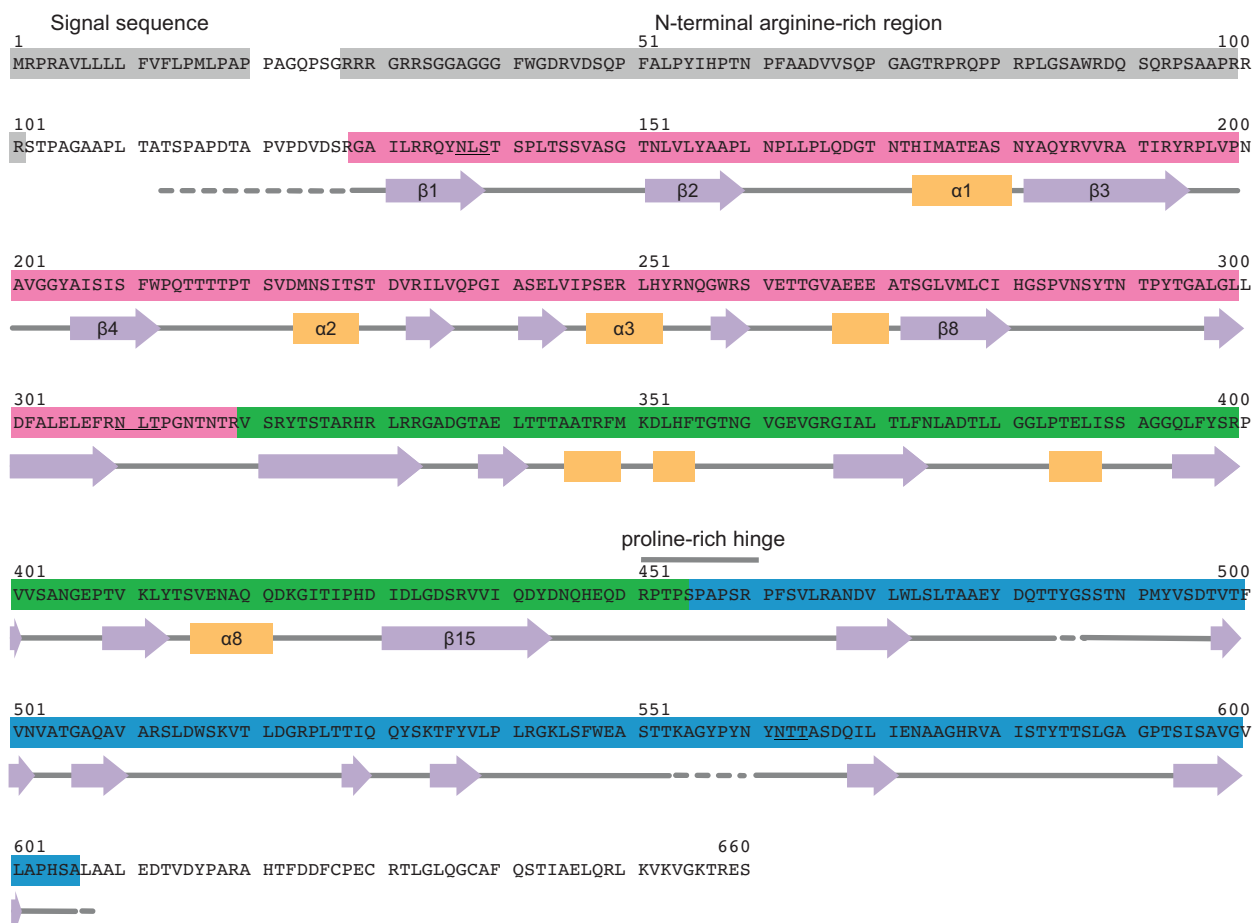 Signal sequence N-terminal arginine-rich region
1 51 100
MRPRAVLLLL FVFLPMLPAP PAGQPSGRRR GRRSGGAGGG FWGDRVDSQP FALPYIHPTN PFAADVVSQP GAGTRPRQPP RPLGSAWRDQ SQRPSAAPRR
101 151 200
RSTPAGAAPL TATSPAPDTA PVPDVDSRGA ILRRQYNLST SPLTSSVASG TNLVLYAAPL NPLLPLQDGT NTHIMATEAS NYAQYRVVRA TIRYRPLVPN
β1 β2 α1 β3
201 251 300
AVGGYAISIS FWPQTTTTPT SVDMNSITST DVRILVQPGI ASELVIPSER LHYRNQGWRS VETTGVAEEE ATSGLVMLCI HGSPVNSYTN TPYTGALGLL
β4 α2 α3 β8
301 351 400
DFALELEFRN LTPGNTNTRV SRYTSTARHR LRRGADGTAE LTTTAATRFM KDLHFTGTNG VGEVGRGIAL TLFNLADTLL GGLPTELISS AGGQLFYSRP
proline-rich hinge
401 451 500
VVSANGEPTV KLYTSVENAQ QDKGITIPHD IDLGDSRVVI QDYDNQHEQD RPTPSPAPSR PFSVLRANDV LWLSLTAAEY DQTTYGSSTN PMYVSDTVTF
α8 β15
501 551 600
VNVATGAQAV ARSLDWSKVT LDGRPLTTIQ QYSKTFYVLP LRGKLSFWEA STTKAGYPYN YNTTASDQIL IENAAGHRVA ISTYTTSLGA GPTSISAVGV
601 660
LAPHSALAAL EDTVDYPARA HTFDDFCPEC RTLGLQGCAF QSTIAELQRL KVKVGKTRES